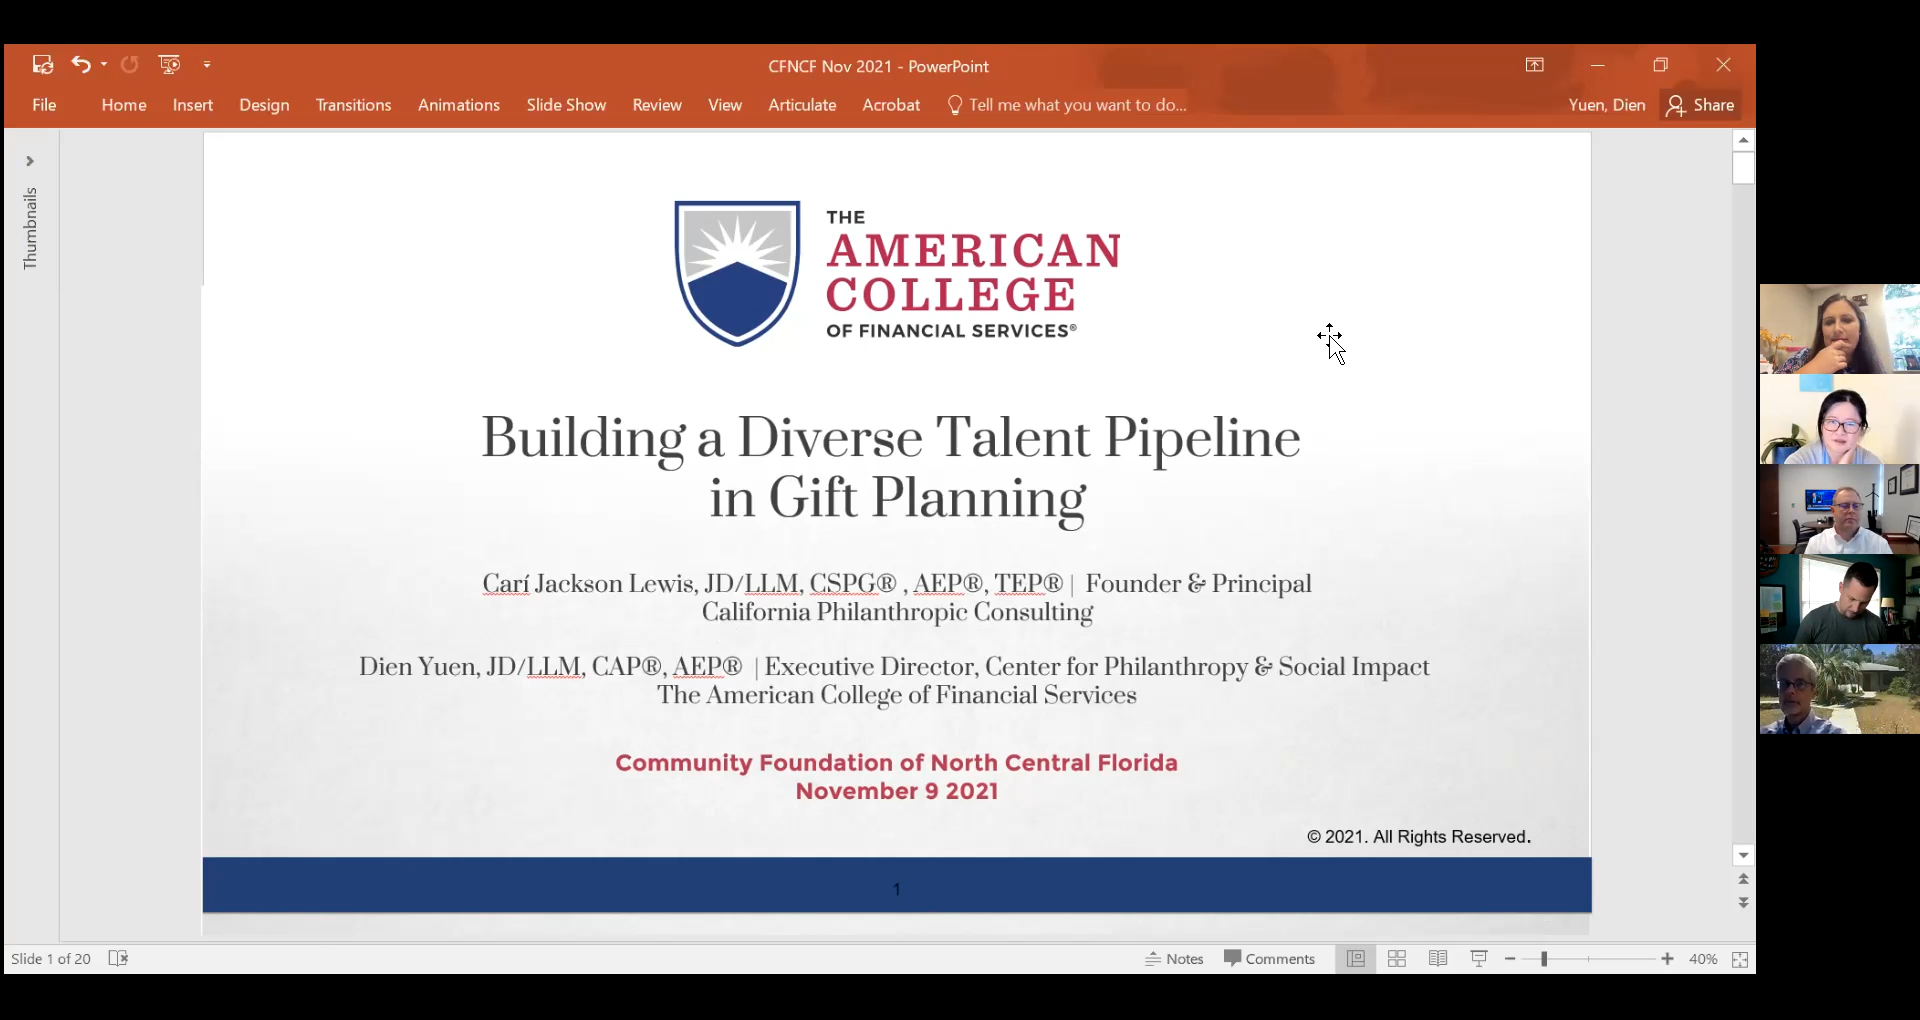 CFNCF Nov 2021 - PowerPoint
File Home Insert Design Transitions Animations Slide Show Review View Articulate Acrobat Tell me what you want to do... Yuen, Dien Share
Thumbnails
THE
AMERICAN
COLLEGE
OF FINANCIAL SERVICES®
Building a Diverse Talent Pipeline
in Gift Planning
Carí Jackson Lewis, JD/LLM, CSPG® , AEP®, TEP® | Founder & Principal
California Philanthropic Consulting
Dien Yuen, JD/LLM, CAP®, AEP® | Executive Director, Center for Philanthropy & Social Impact
The American College of Financial Services
Community Foundation of North Central Florida
November 9 2021
© 2021. All Rights Reserved.
1
Slide 1 of 20 Notes Comments 40%